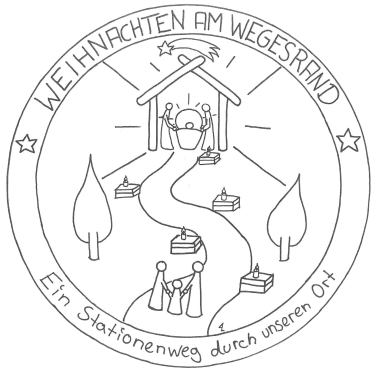 WEIHNACHTEN AM WEGESRAND
Ein Stationenweg durch unseren Ort